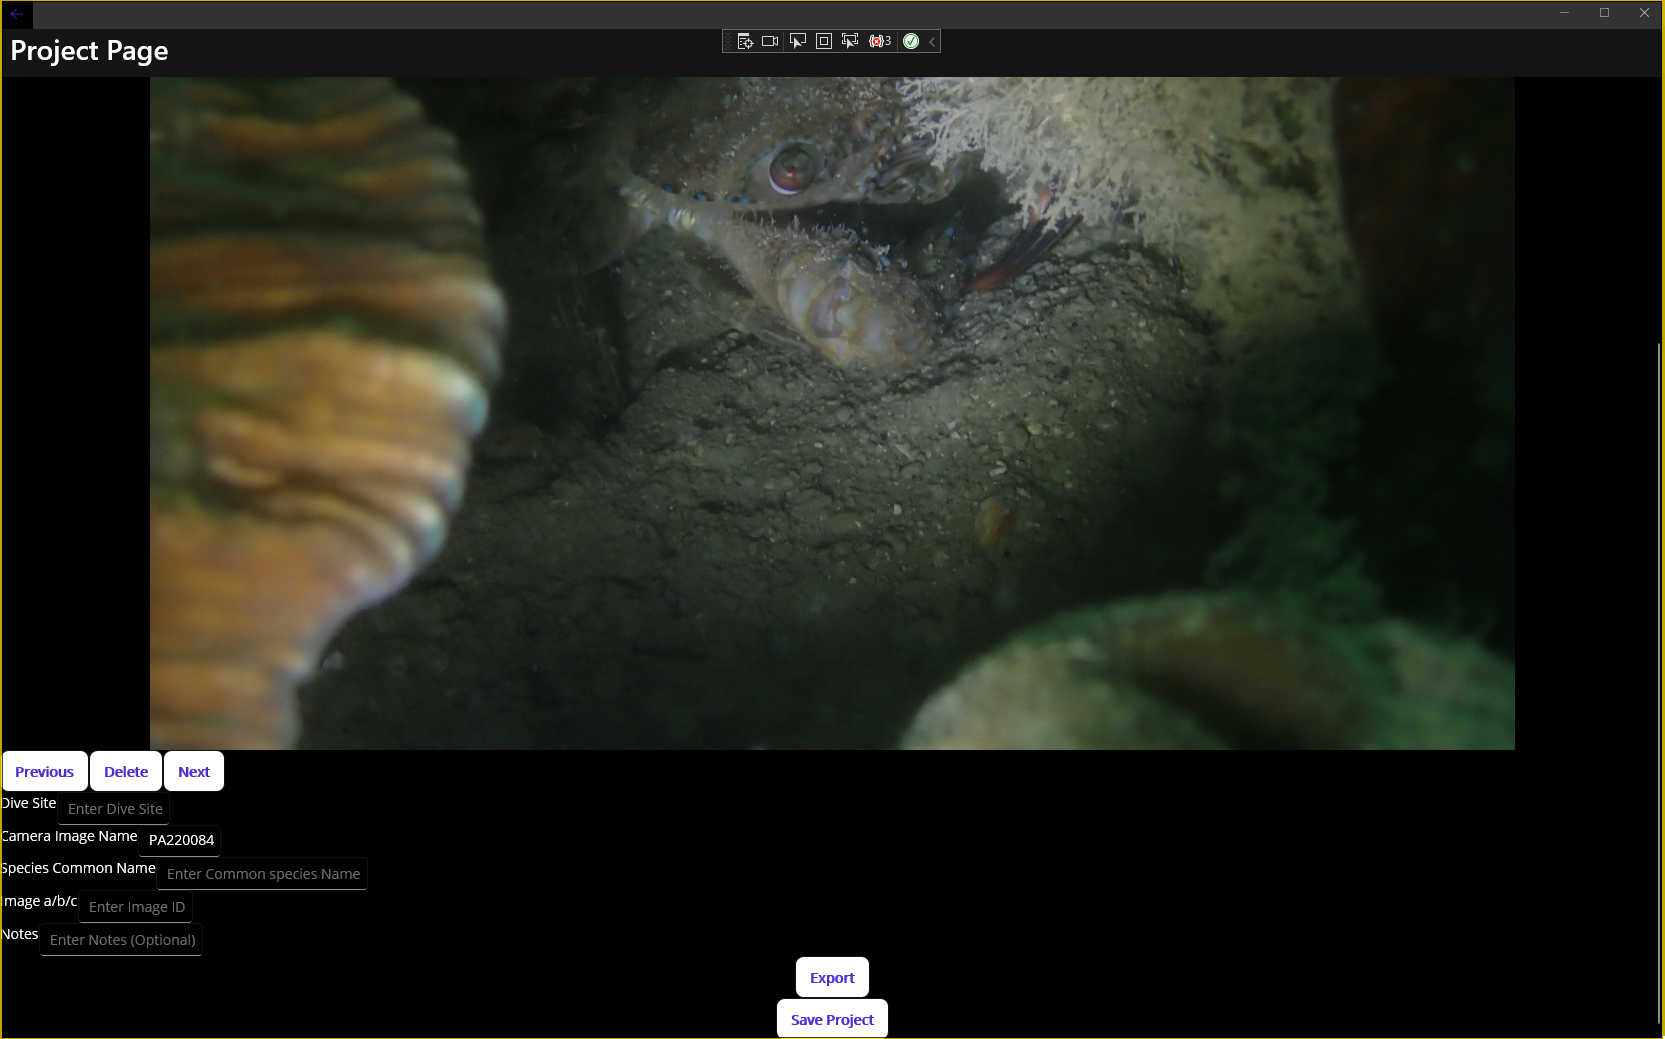 Project Page
3
Previous Delete Next
Dive Site Enter Dive Site
Camera Image Name PA220084
Species Common Name Enter Common species Name
Image a/b/c Enter Image ID
Notes Enter Notes (Optional)
Export
Save Project